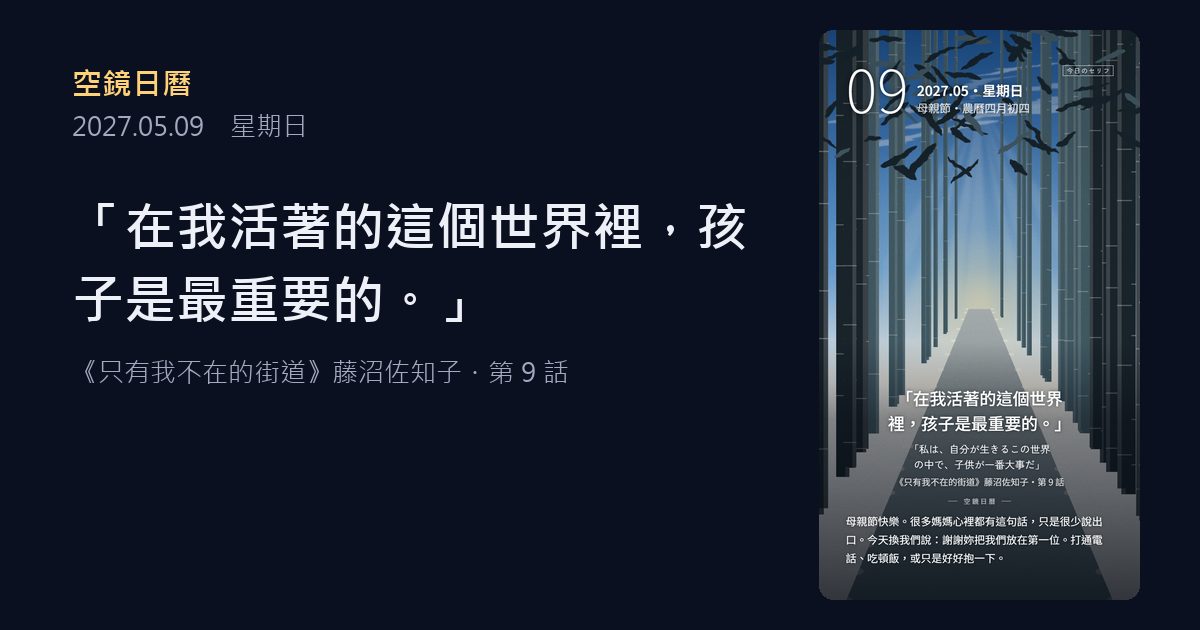 空鏡日曆
2027.05.09 星期日
「在我活著的這個世界裡，孩
子是最重要的。」
《只有我不在的街道》藤沼佐知子・第 9 話
今日のセリフ
09
2027.05・星期日
母親節・農曆四月初四
「在我活著的這個世界
裡，孩子是最重要的。」
「私は、自分が生きるこの世界
の中で、子供が一番大事だ」
《只有我不在的街道》藤沼佐知子・第 9 話
— 空鏡日曆 —
母親節快樂。很多媽媽心裡都有這句話，只是很少說出
口。今天換我們說：謝謝妳把我們放在第一位。打通電
話、吃頓飯，或只是好好抱一下。